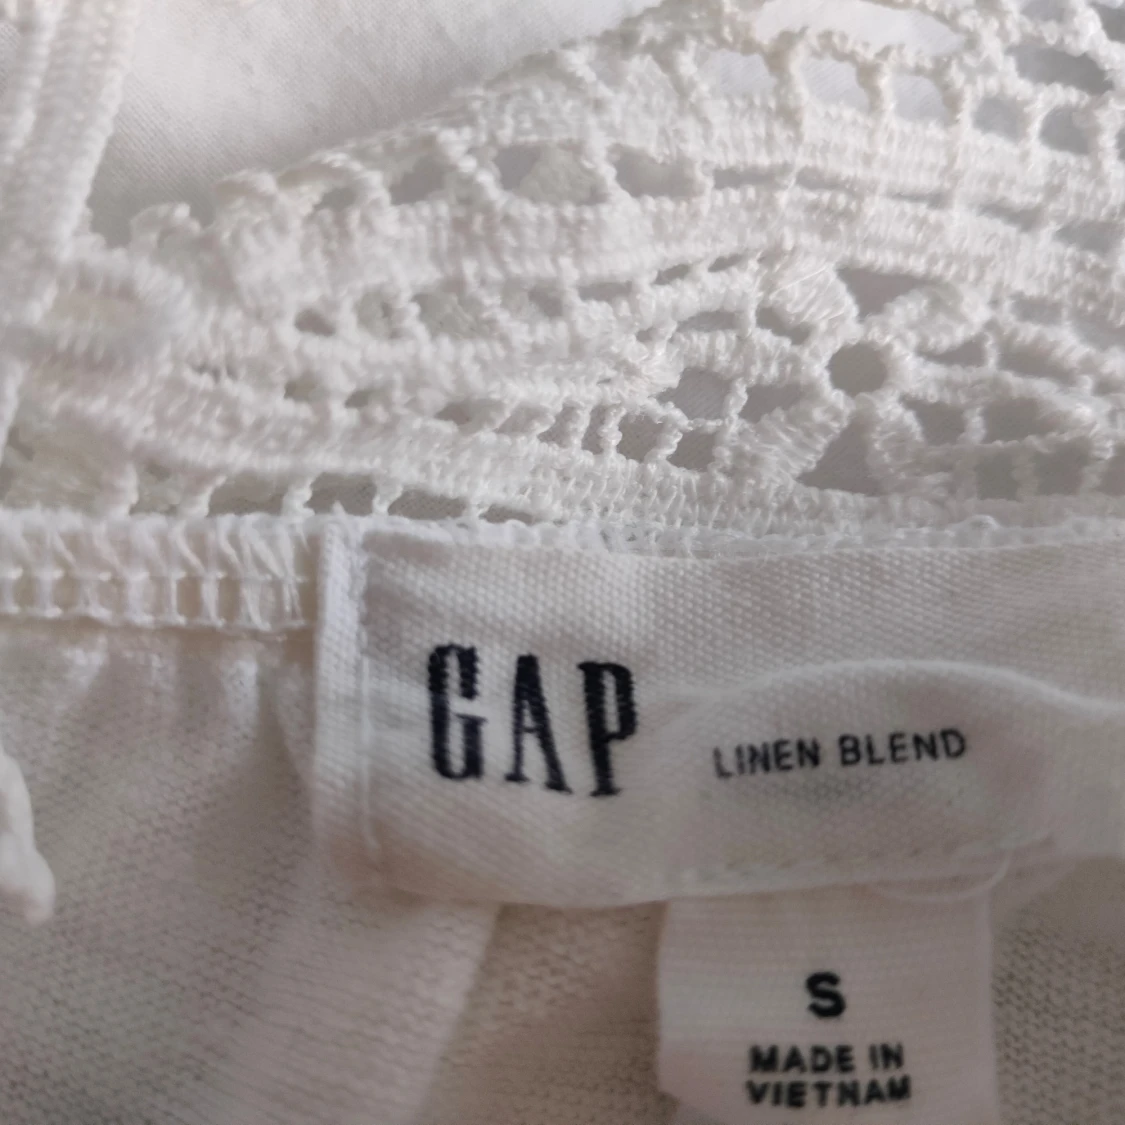 GAP
LINEN BLEND
S
MADE IN
VIETNAM